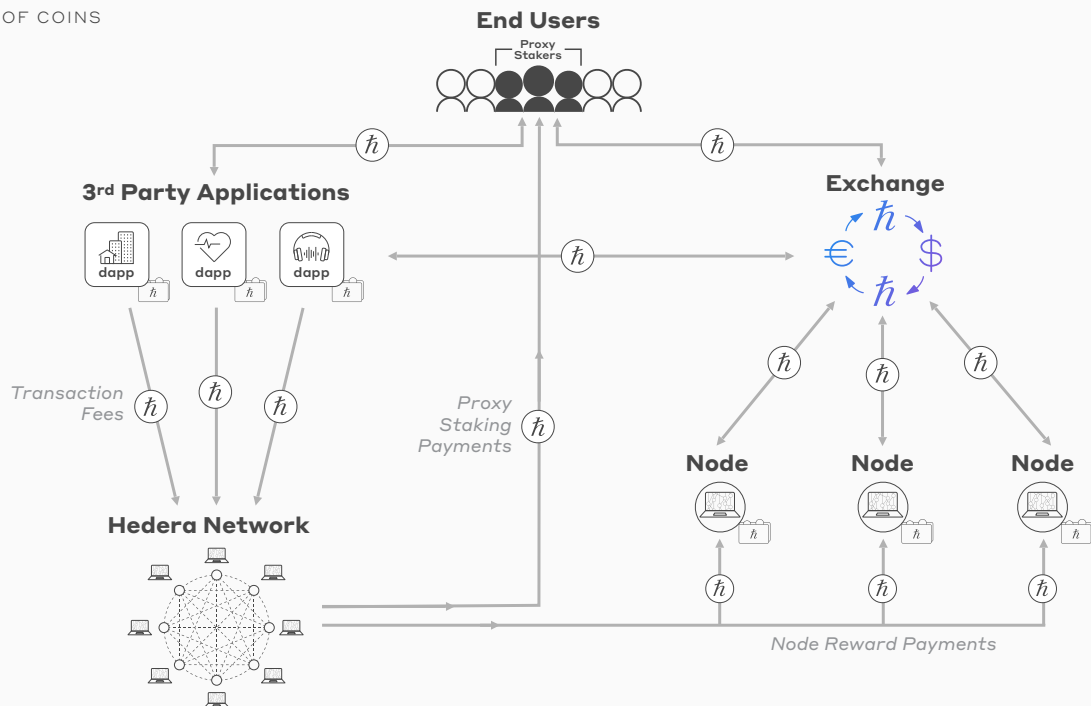 OF COINS
End Users
Proxy
Stakers
ħ
ħ
3rd Party Applications
Exchange
ħ
€
$
ħ
dapp
dapp
dapp
ħ
ħ
ħ
ħ
ħ
ħ
ħ
Transaction
Fees
ħ
ħ
ħ
Proxy
Staking
Payments
ħ
Node
Node
Node
ħ
ħ
ħ
Hedera Network
ħ
ħ
ħ
Node Reward Payments